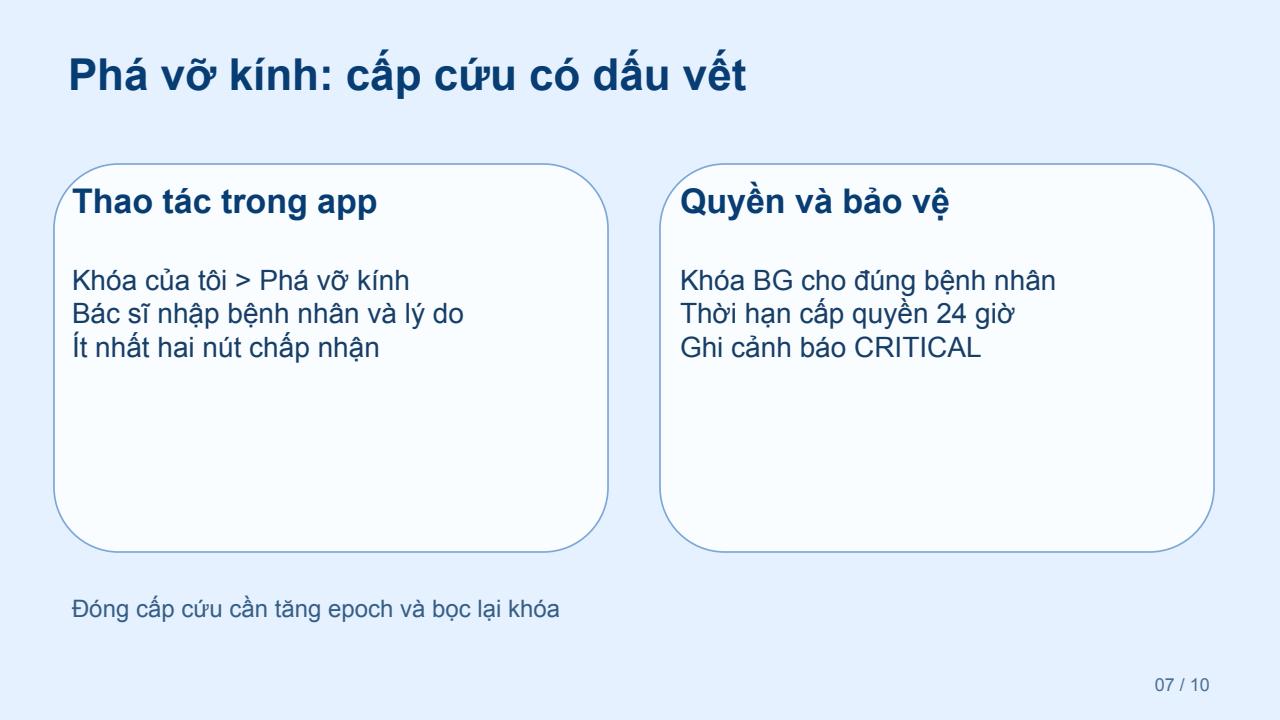 Phá vỡ kính: cấp cứu có dấu vết
Thao tác trong app
Khóa của tôi > Phá vỡ kính
Bác sĩ nhập bệnh nhân và lý do
Ít nhất hai nút chấp nhận
Quyền và bảo vệ
Khóa BG cho đúng bệnh nhân
Thời hạn cấp quyền 24 giờ
Ghi cảnh báo CRITICAL
Đóng cấp cứu cần tăng epoch và bọc lại khóa
07 / 10